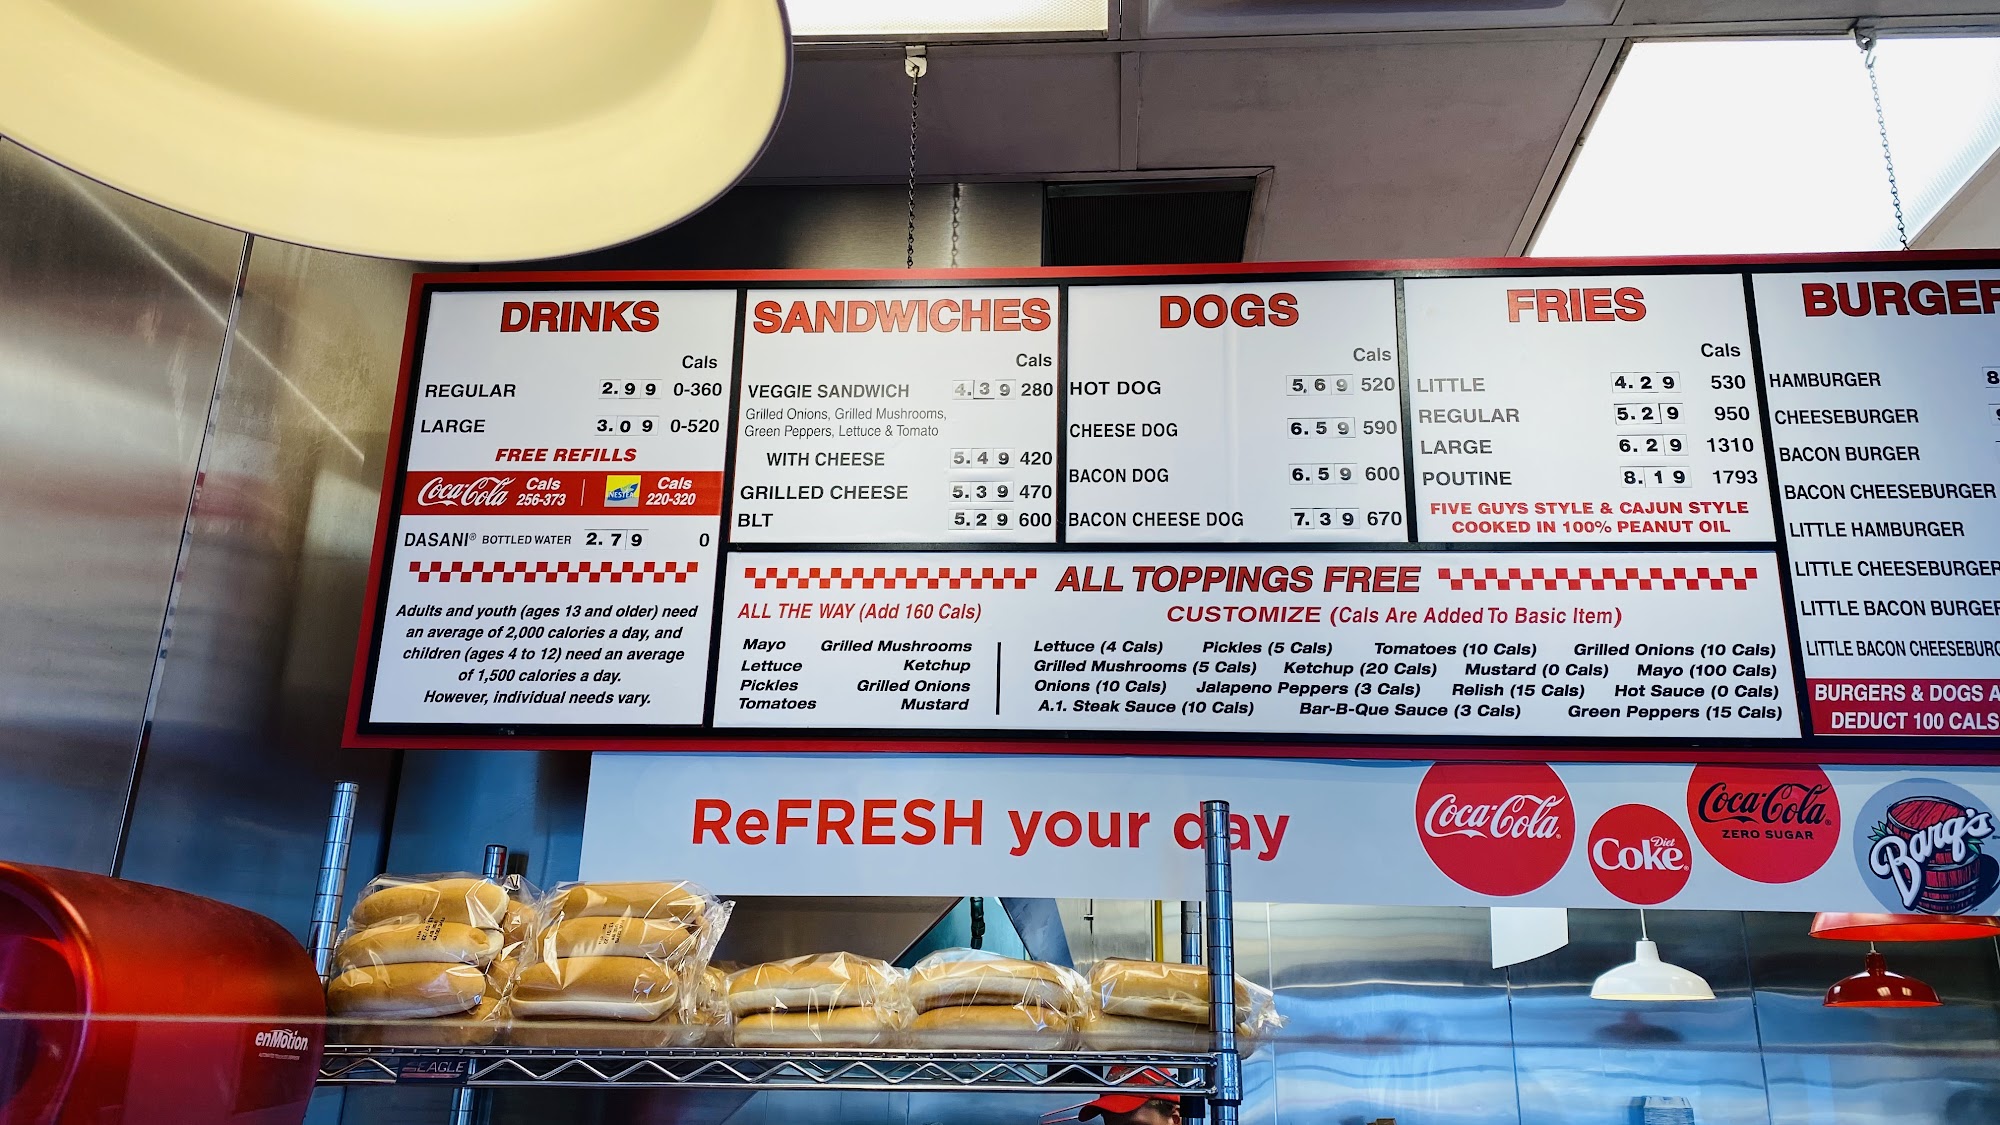 DRINKS
Cals
REGULAR 2.99 0-360
LARGE 3.09 0-520
FREE REFILLS
Coca-Cola Cals 256-373 NESTEA Cals 220-320
DASANI® BOTTLED WATER 2.79 0
Adults and youth (ages 13 and older) need
an average of 2,000 calories a day, and
children (ages 4 to 12) need an average
of 1,500 calories a day.
However, individual needs vary.
SANDWICHES
Cals
VEGGIE SANDWICH 4.39 280
Grilled Onions, Grilled Mushrooms,
Green Peppers, Lettuce & Tomato
WITH CHEESE 5.49 420
GRILLED CHEESE 5.39 470
BLT 5.29 600
DOGS
Cals
HOT DOG 5.69 520
CHEESE DOG 6.59 590
BACON DOG 6.59 600
BACON CHEESE DOG 7.39 670
FRIES
Cals
LITTLE 4.29 530
REGULAR 5.29 950
LARGE 6.29 1310
POUTINE 8.19 1793
FIVE GUYS STYLE & CAJUN STYLE
COOKED IN 100% PEANUT OIL
BURGER
HAMBURGER 8
CHEESEBURGER
BACON BURGER
BACON CHEESEBURGER
LITTLE HAMBURGER
LITTLE CHEESEBURGER
LITTLE BACON BURGER
LITTLE BACON CHEESEBURG
BURGERS & DOGS A
DEDUCT 100 CALS
ALL TOPPINGS FREE
ALL THE WAY (Add 160 Cals)
Mayo Grilled Mushrooms
Lettuce Ketchup
Pickles Grilled Onions
Tomatoes Mustard
CUSTOMIZE (Cals Are Added To Basic Item)
Lettuce (4 Cals) Pickles (5 Cals) Tomatoes (10 Cals) Grilled Onions (10 Cals)
Grilled Mushrooms (5 Cals) Ketchup (20 Cals) Mustard (0 Cals) Mayo (100 Cals)
Onions (10 Cals) Jalapeno Peppers (3 Cals) Relish (15 Cals) Hot Sauce (0 Cals)
A.1. Steak Sauce (10 Cals) Bar-B-Que Sauce (3 Cals) Green Peppers (15 Cals)
ReFRESH your day
Coca-Cola
Diet Coke
Coca-Cola
ZERO SUGAR
Barq's
enMotion
EAGLE